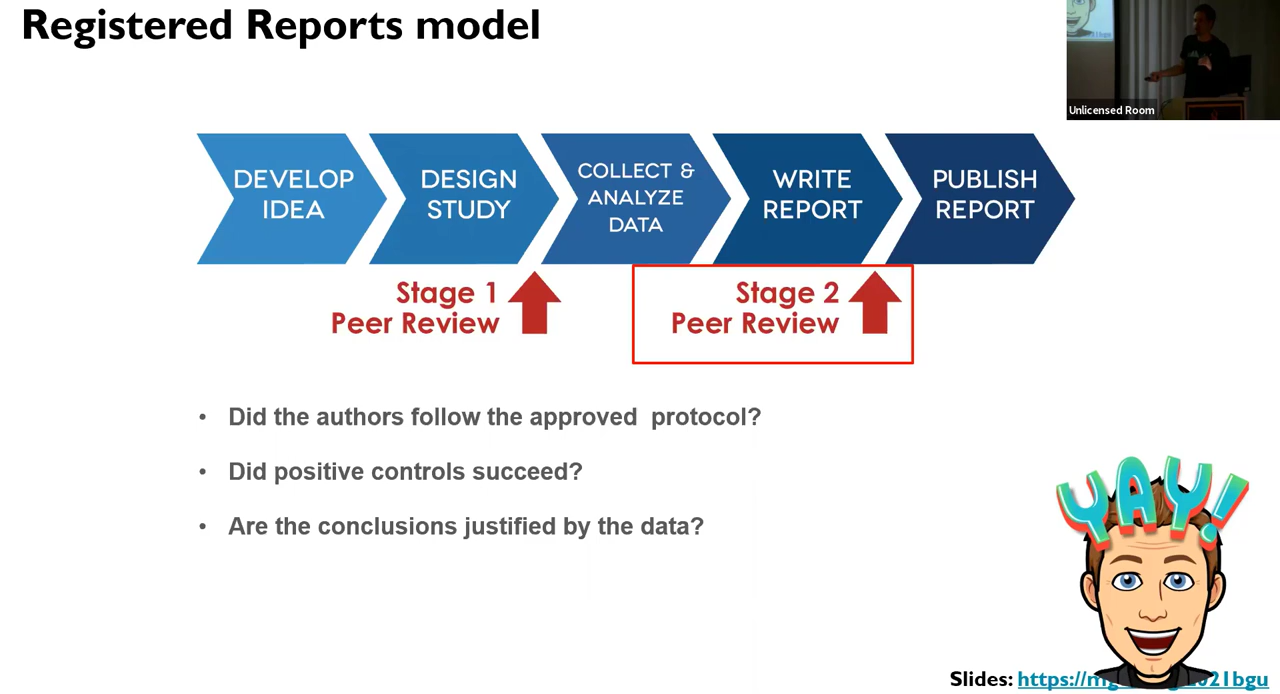 Registered Reports model
Unlicensed Room
DEVELOP
IDEA
DESIGN
STUDY
COLLECT &
ANALYZE
DATA
WRITE
REPORT
PUBLISH
REPORT
Stage 1
Peer Review
Stage 2
Peer Review
• Did the authors follow the approved  protocol?
• Did positive controls succeed?
• Are the conclusions justified by the data?
YAY!
Slides: https://